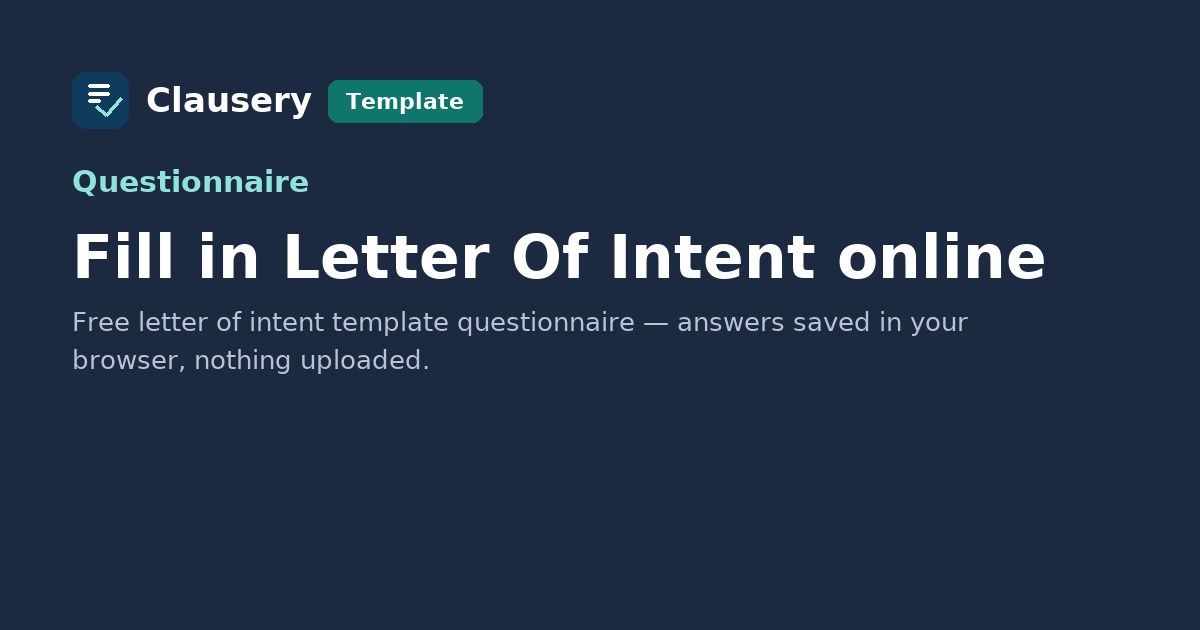 Clausery Template
Questionnaire
Fill in Letter Of Intent online
Free letter of intent template questionnaire — answers saved in your
browser, nothing uploaded.